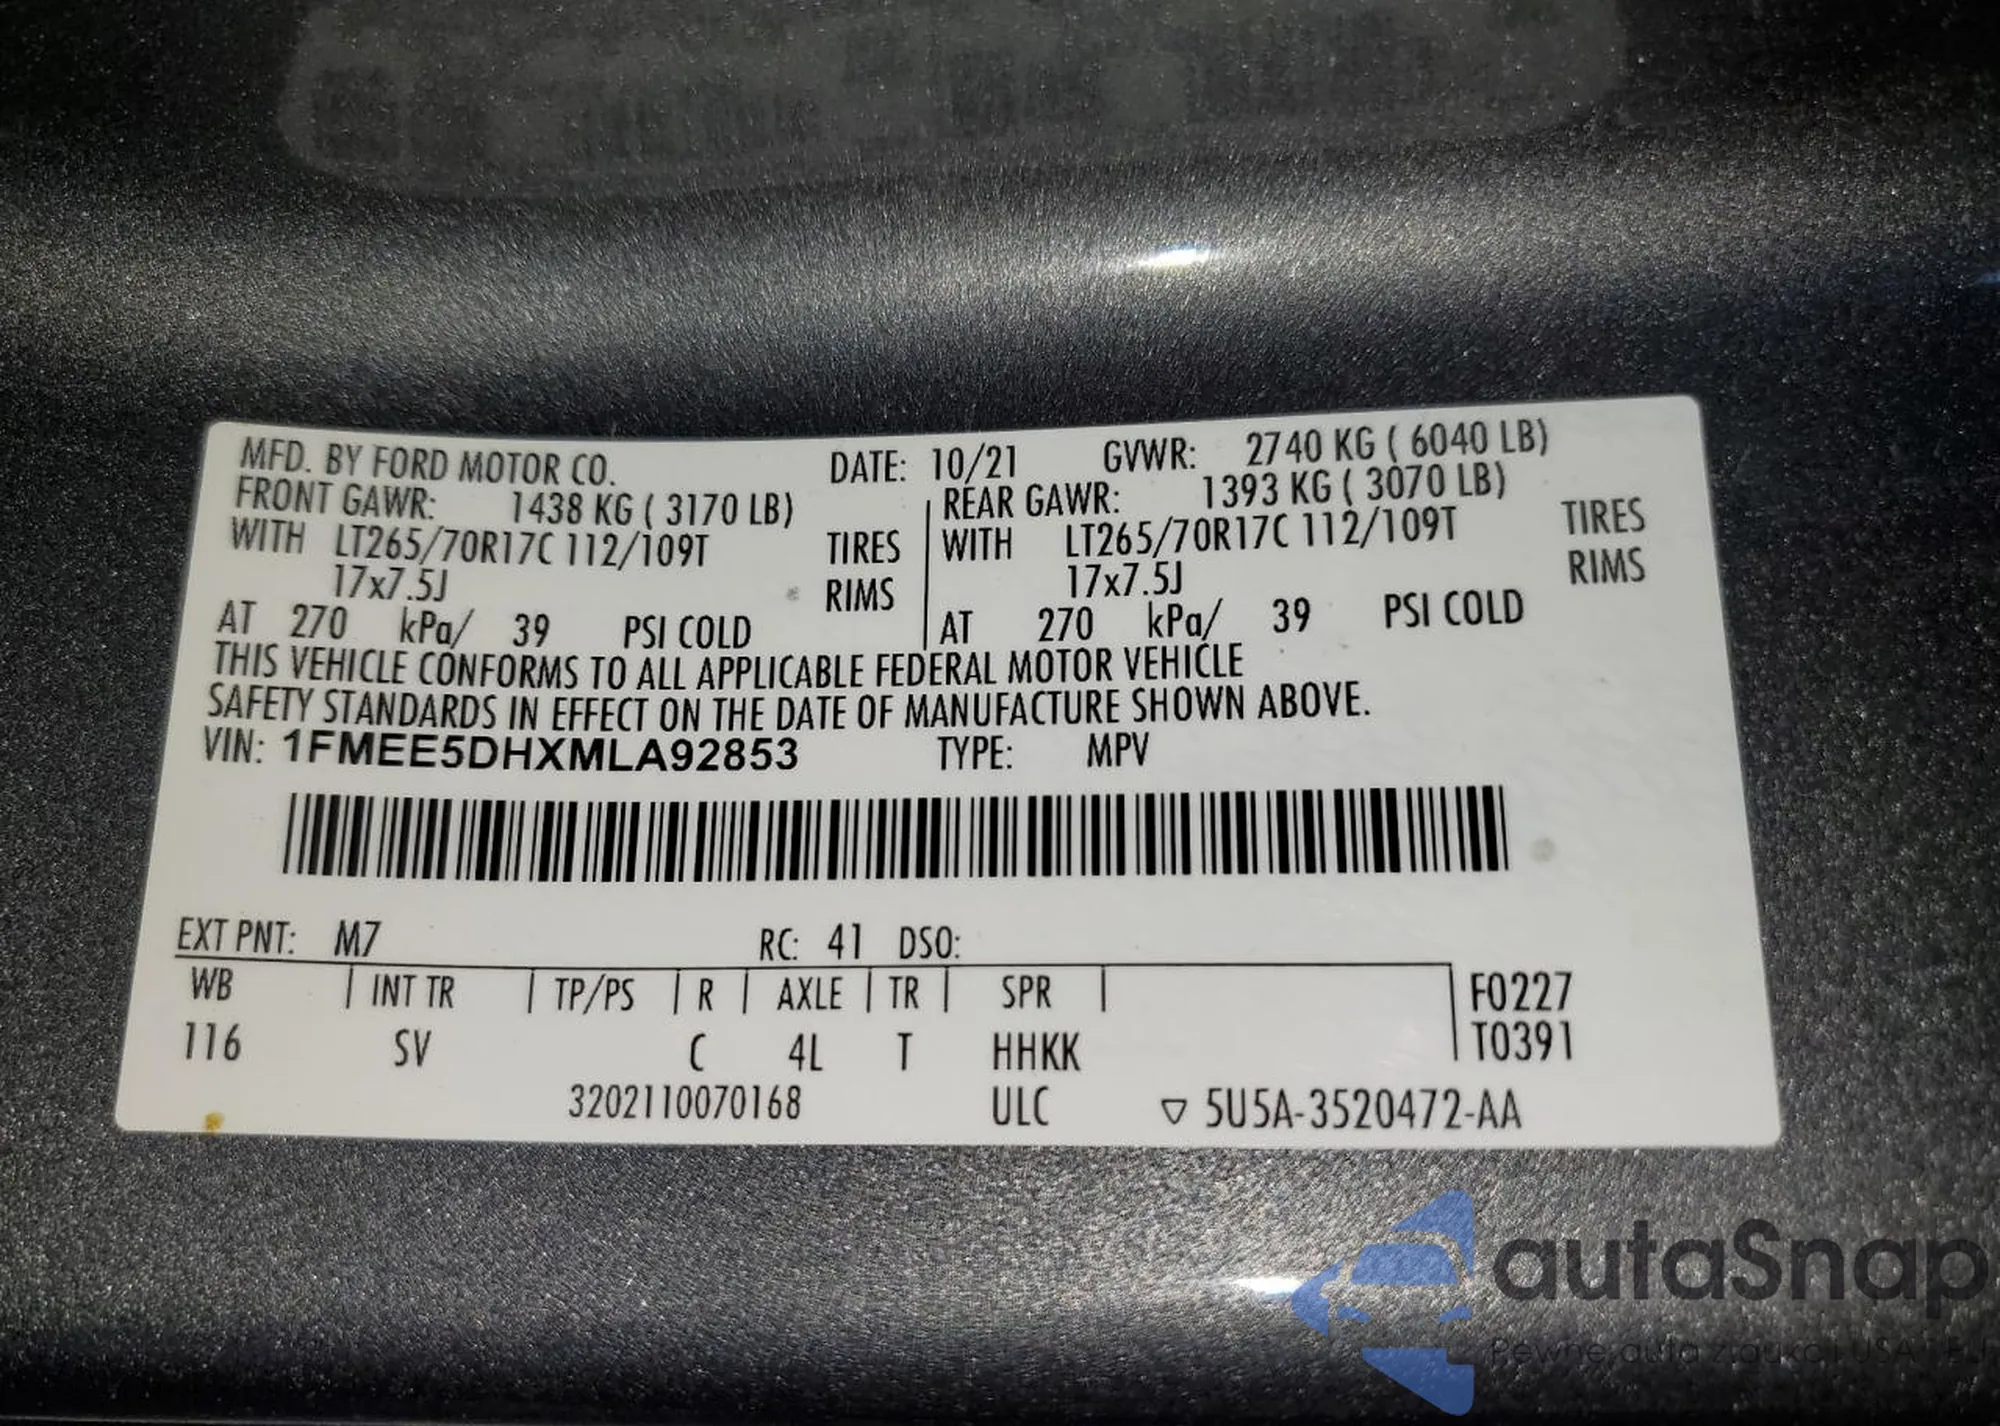 MFD. BY FORD MOTOR CO. DATE: 10/21 GVWR: 2740 KG ( 6040 LB)
FRONT GAWR: 1438 KG ( 3170 LB) REAR GAWR: 1393 KG ( 3070 LB)
WITH LT265/70R17C 112/109T TIRES WITH LT265/70R17C 112/109T TIRES
17x7.5J RIMS 17x7.5J RIMS
AT 270 kPa/ 39 PSI COLD AT 270 kPa/ 39 PSI COLD
THIS VEHICLE CONFORMS TO ALL APPLICABLE FEDERAL MOTOR VEHICLE
SAFETY STANDARDS IN EFFECT ON THE DATE OF MANUFACTURE SHOWN ABOVE.
VIN: 1FMEE5DHXMLA92853 TYPE: MPV
EXT PNT: M7 RC: 41 DSO:
WB INT TR TP/PS R AXLE TR SPR F0227
116 SV C 4L T HHKK T0391
3202110070168 ULC 5U5A-3520472-AA
autaSnap
Pewne auta z aukcji USA i EU